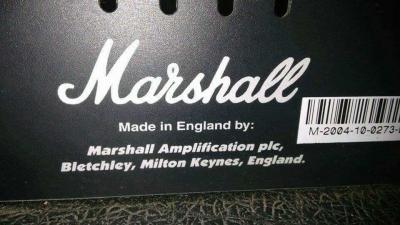 Marshall
Made in England by:
Marshall Amplification plc,
Bletchley, Milton Keynes, England.
M-2004-10-0273-